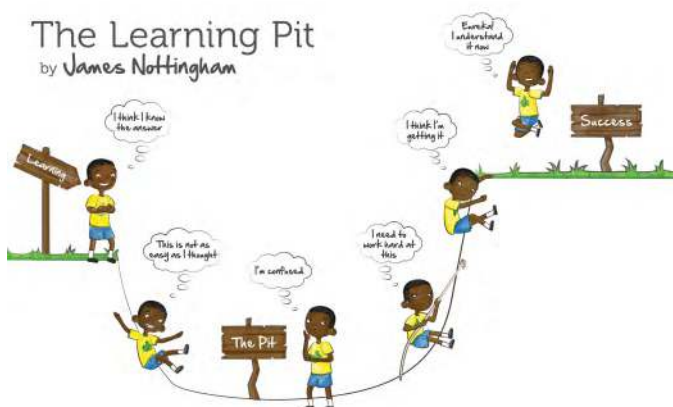 The Learning Pit
by James Nottingham
Learning
I think I know
the answer
This is not as
easy as I thought
The Pit
I'm confused
I need to
work hard at
this
I think I'm
getting it
Eureka!
I understand
it now
Success